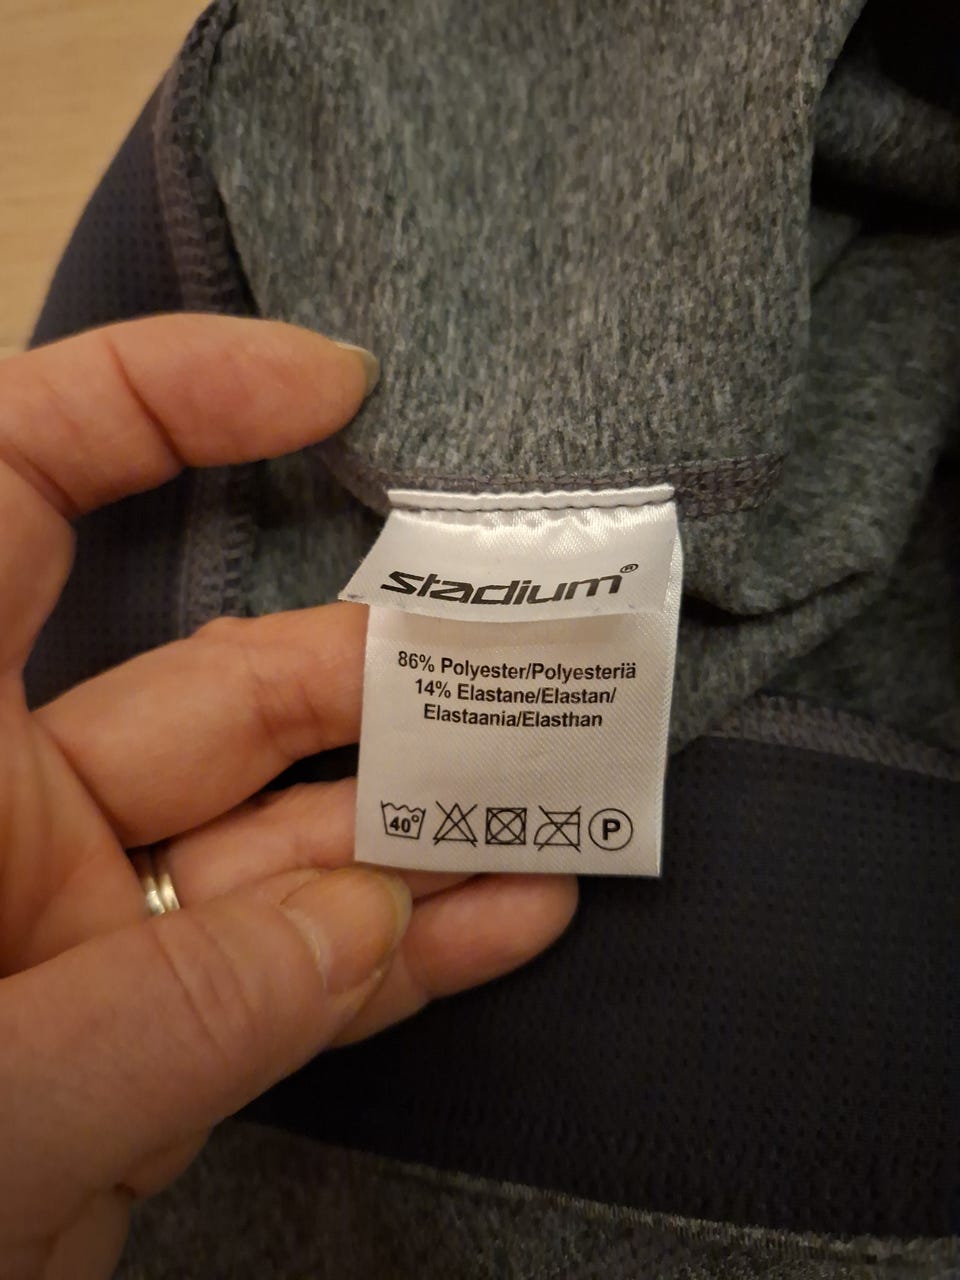 stadium®
86% Polyester/Polyesteriä
14% Elastane/Elastan/
Elastaania/Elasthan
40° P